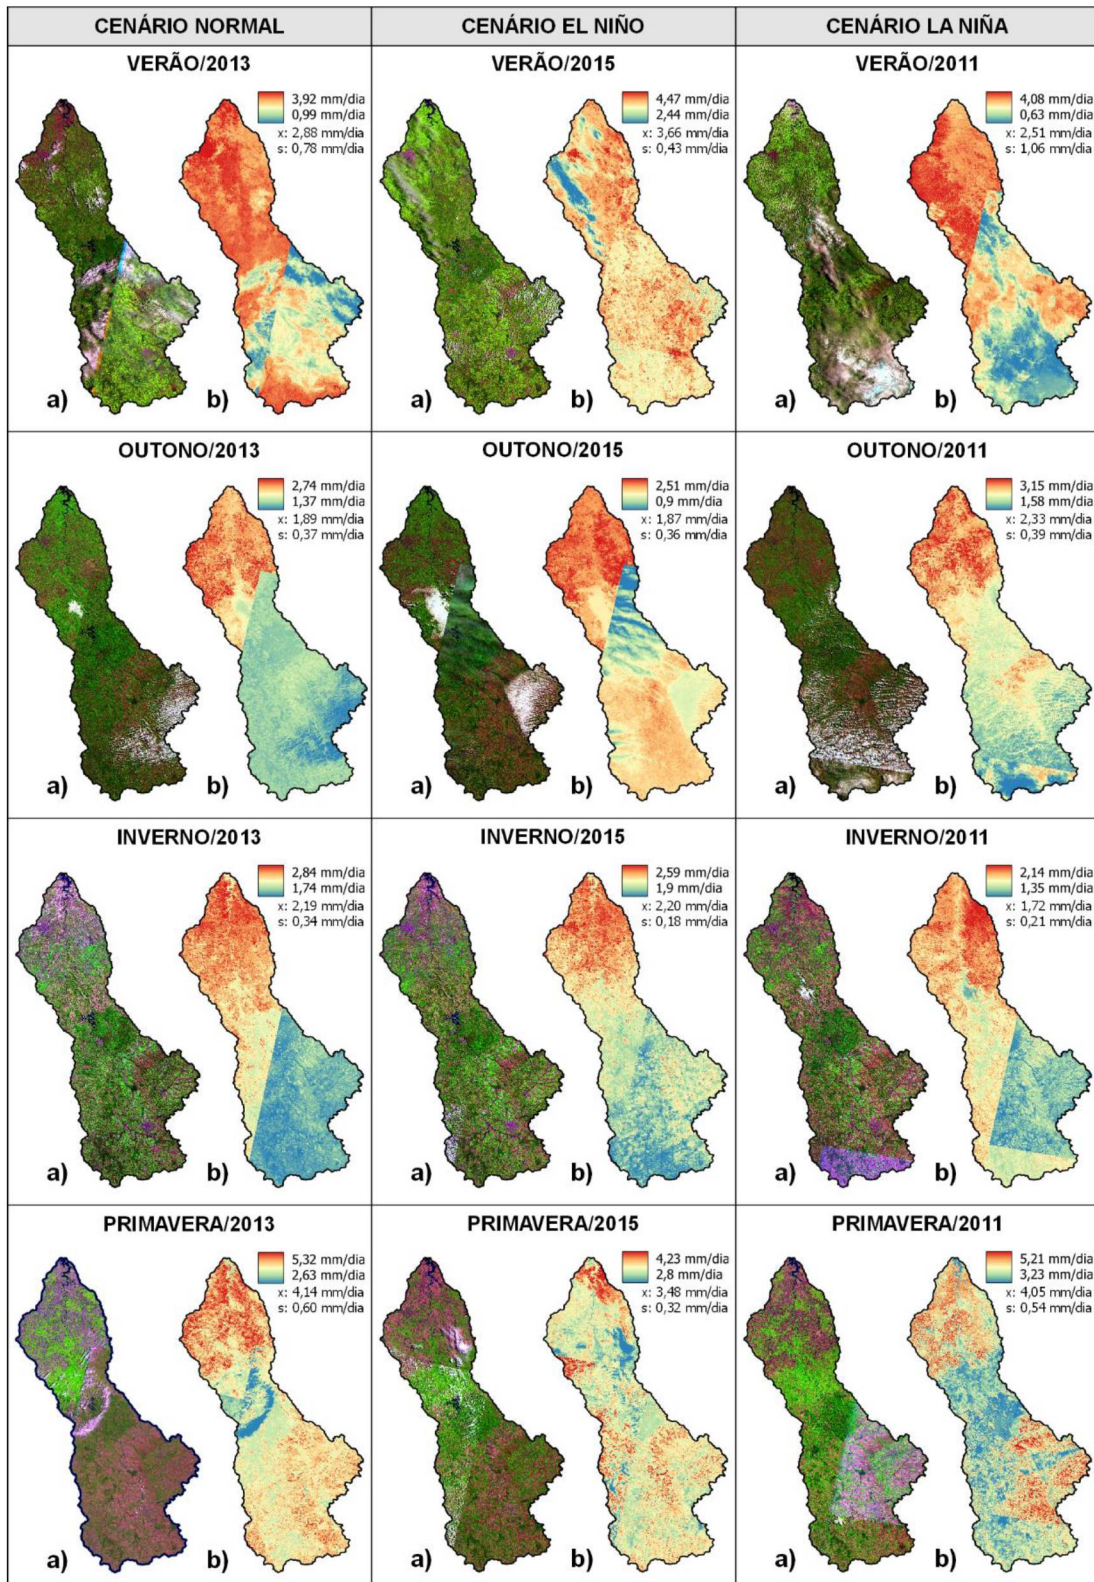 CENÁRIO NORMAL
CENÁRIO EL NIÑO
CENÁRIO LA NIÑA
VERÃO/2013
3,92 mm/dia
0,99 mm/dia
x: 2,88 mm/dia
s: 0,78 mm/dia
a)
b)
VERÃO/2015
4,47 mm/dia
2,44 mm/dia
x: 3,66 mm/dia
s: 0,43 mm/dia
a)
b)
VERÃO/2011
4,08 mm/dia
0,63 mm/dia
x: 2,51 mm/dia
s: 1,06 mm/dia
a)
b)
OUTONO/2013
2,74 mm/dia
1,37 mm/dia
x: 1,89 mm/dia
s: 0,37 mm/dia
a)
b)
OUTONO/2015
2,51 mm/dia
0,9 mm/dia
x: 1,87 mm/dia
s: 0,36 mm/dia
a)
b)
OUTONO/2011
3,15 mm/dia
1,58 mm/dia
x: 2,33 mm/dia
s: 0,39 mm/dia
a)
b)
INVERNO/2013
2,84 mm/dia
1,74 mm/dia
x: 2,19 mm/dia
s: 0,34 mm/dia
a)
b)
INVERNO/2015
2,59 mm/dia
1,9 mm/dia
x: 2,20 mm/dia
s: 0,18 mm/dia
a)
b)
INVERNO/2011
2,14 mm/dia
1,35 mm/dia
x: 1,72 mm/dia
s: 0,21 mm/dia
a)
b)
PRIMAVERA/2013
5,32 mm/dia
2,63 mm/dia
x: 4,14 mm/dia
s: 0,60 mm/dia
a)
b)
PRIMAVERA/2015
4,23 mm/dia
2,8 mm/dia
x: 3,48 mm/dia
s: 0,32 mm/dia
a)
b)
PRIMAVERA/2011
5,21 mm/dia
3,23 mm/dia
x: 4,05 mm/dia
s: 0,54 mm/dia
a)
b)